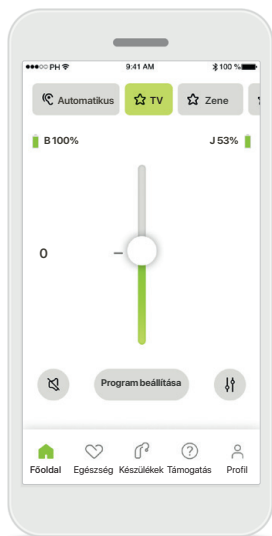 PH 9:41 AM 100 %
Automatikus TV Zene
B 100% J 53%
0
Program beállítása
Főoldal Egészség Készülékek Támogatás Profil